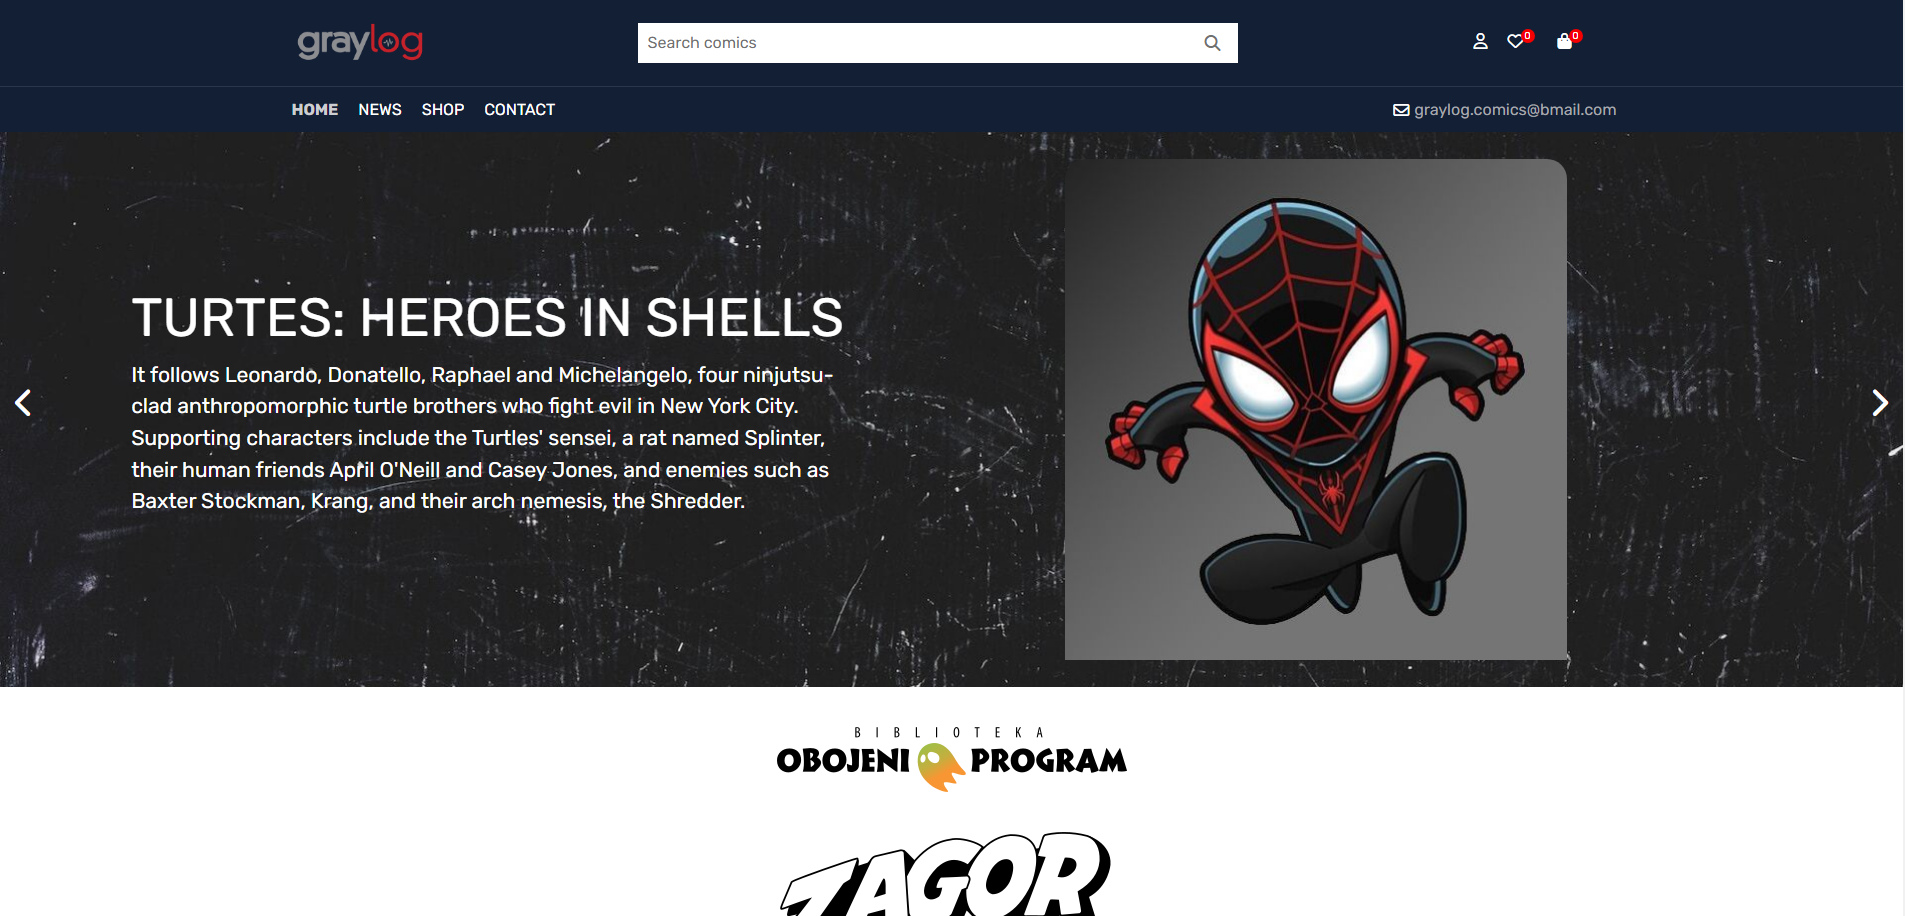 graylog
Search comics
0
0
HOME NEWS SHOP CONTACT
graylog.comics@bmail.com
TURTES: HEROES IN SHELLS
It follows Leonardo, Donatello, Raphael and Michelangelo, four ninjutsu-
clad anthropomorphic turtle brothers who fight evil in New York City.
Supporting characters include the Turtles' sensei, a rat named Splinter,
their human friends April O'Neill and Casey Jones, and enemies such as
Baxter Stockman, Krang, and their arch nemesis, the Shredder.
BIBLIOTEKA
OBOJENI PROGRAM
ZAGOR